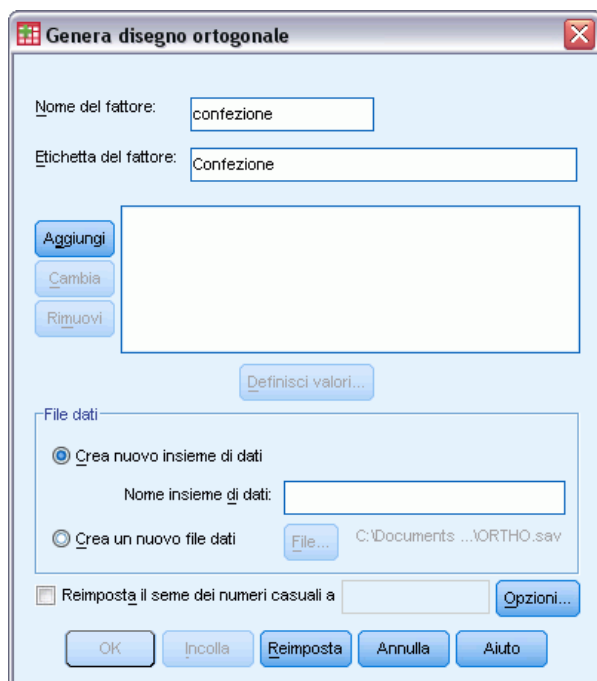 Genera disegno ortogonale
Nome del fattore: confezione
Etichetta del fattore: Confezione
Aggiungi
Cambia
Rimuovi
Definisci valori...
File dati
Crea nuovo insieme di dati
Nome insieme di dati:
Crea un nuovo file dati File... C:\Documents ...\ORTHO.sav
Reimposta il seme dei numeri casuali a Opzioni...
OK Incolla Reimposta Annulla Aiuto